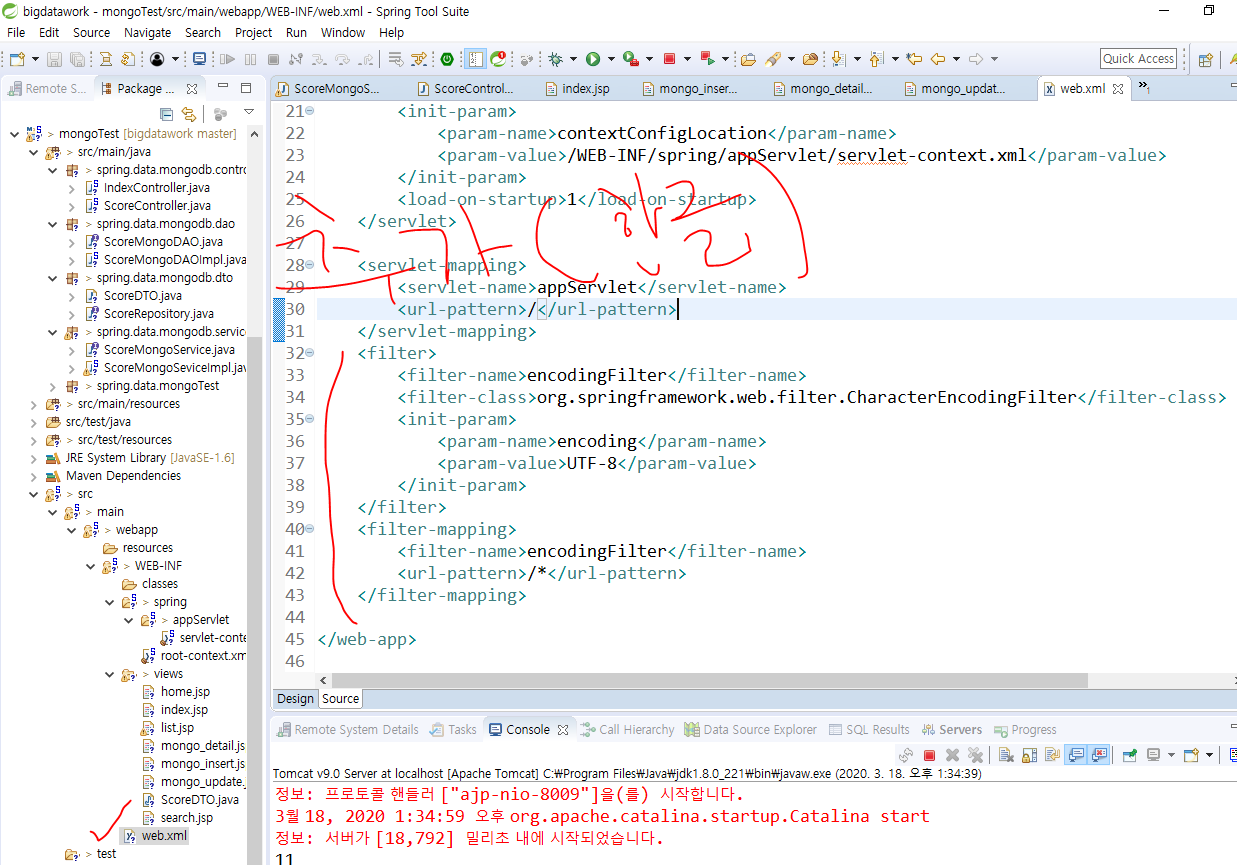 bigdatawork - mongoTest/src/main/webapp/WEB-INF/web.xml - Spring Tool Suite
File Edit Source Navigate Search Project Run Window Help
Quick Access
Remote S... Package ...
ScoreMongoS... ScoreControl... index.jsp mongo_inser... mongo_detail... mongo_updat... web.xml »1
mongoTest [bigdatawork master]
> src/main/java
> spring.data.mongodb.contro
> IndexController.java
> ScoreController.java
> spring.data.mongodb.dao
> ScoreMongoDAO.java
> ScoreMongoDAOImpl.java
> spring.data.mongodb.dto
> ScoreDTO.java
> ScoreRepository.java
> spring.data.mongodb.service
> ScoreMongoService.java
> ScoreMongoSeviceImpl.jav
> spring.data.mongoTest
> src/main/resources
src/test/java
> src/test/resources
JRE System Library [JavaSE-1.6]
Maven Dependencies
> src
> main
> webapp
resources
> WEB-INF
classes
> spring
> appServlet
servlet-conte
root-context.xm
> views
home.jsp
index.jsp
list.jsp
mongo_detail.js
mongo_insert.js
mongo_update_
ScoreDTO.java
search.jsp
web.xml
> test
21 <init-param>
22 <param-name>contextConfigLocation</param-name>
23 <param-value>/WEB-INF/spring/appServlet/servlet-context.xml</param-value>
24 </init-param>
25 <load-on-startup>1</load-on-startup>
26 </servlet>
27
28 <servlet-mapping>
29 <servlet-name>appServlet</servlet-name>
30 <url-pattern>/</url-pattern>
31 </servlet-mapping>
32 <filter>
33 <filter-name>encodingFilter</filter-name>
34 <filter-class>org.springframework.web.filter.CharacterEncodingFilter</filter-class>
35 <init-param>
36 <param-name>encoding</param-name>
37 <param-value>UTF-8</param-value>
38 </init-param>
39 </filter>
40 <filter-mapping>
41 <filter-name>encodingFilter</filter-name>
42 <url-pattern>/*</url-pattern>
43 </filter-mapping>
44
45 </web-app>
46
Design Source
Remote System Details Tasks Console Call Hierarchy Data Source Explorer SQL Results Servers Progress
Tomcat v9.0 Server at localhost [Apache Tomcat] C:₩Program Files₩Java₩jdk1.8.0_221₩bin₩javaw.exe (2020. 3. 18. 오후 1:34:39)
정보: 프로토콜 핸들러 ["ajp-nio-8009"]을(를) 시작합니다.
3월 18, 2020 1:34:59 오후 org.apache.catalina.startup.Catalina start
정보: 서버가 [18,792] 밀리초 내에 시작되었습니다.
11